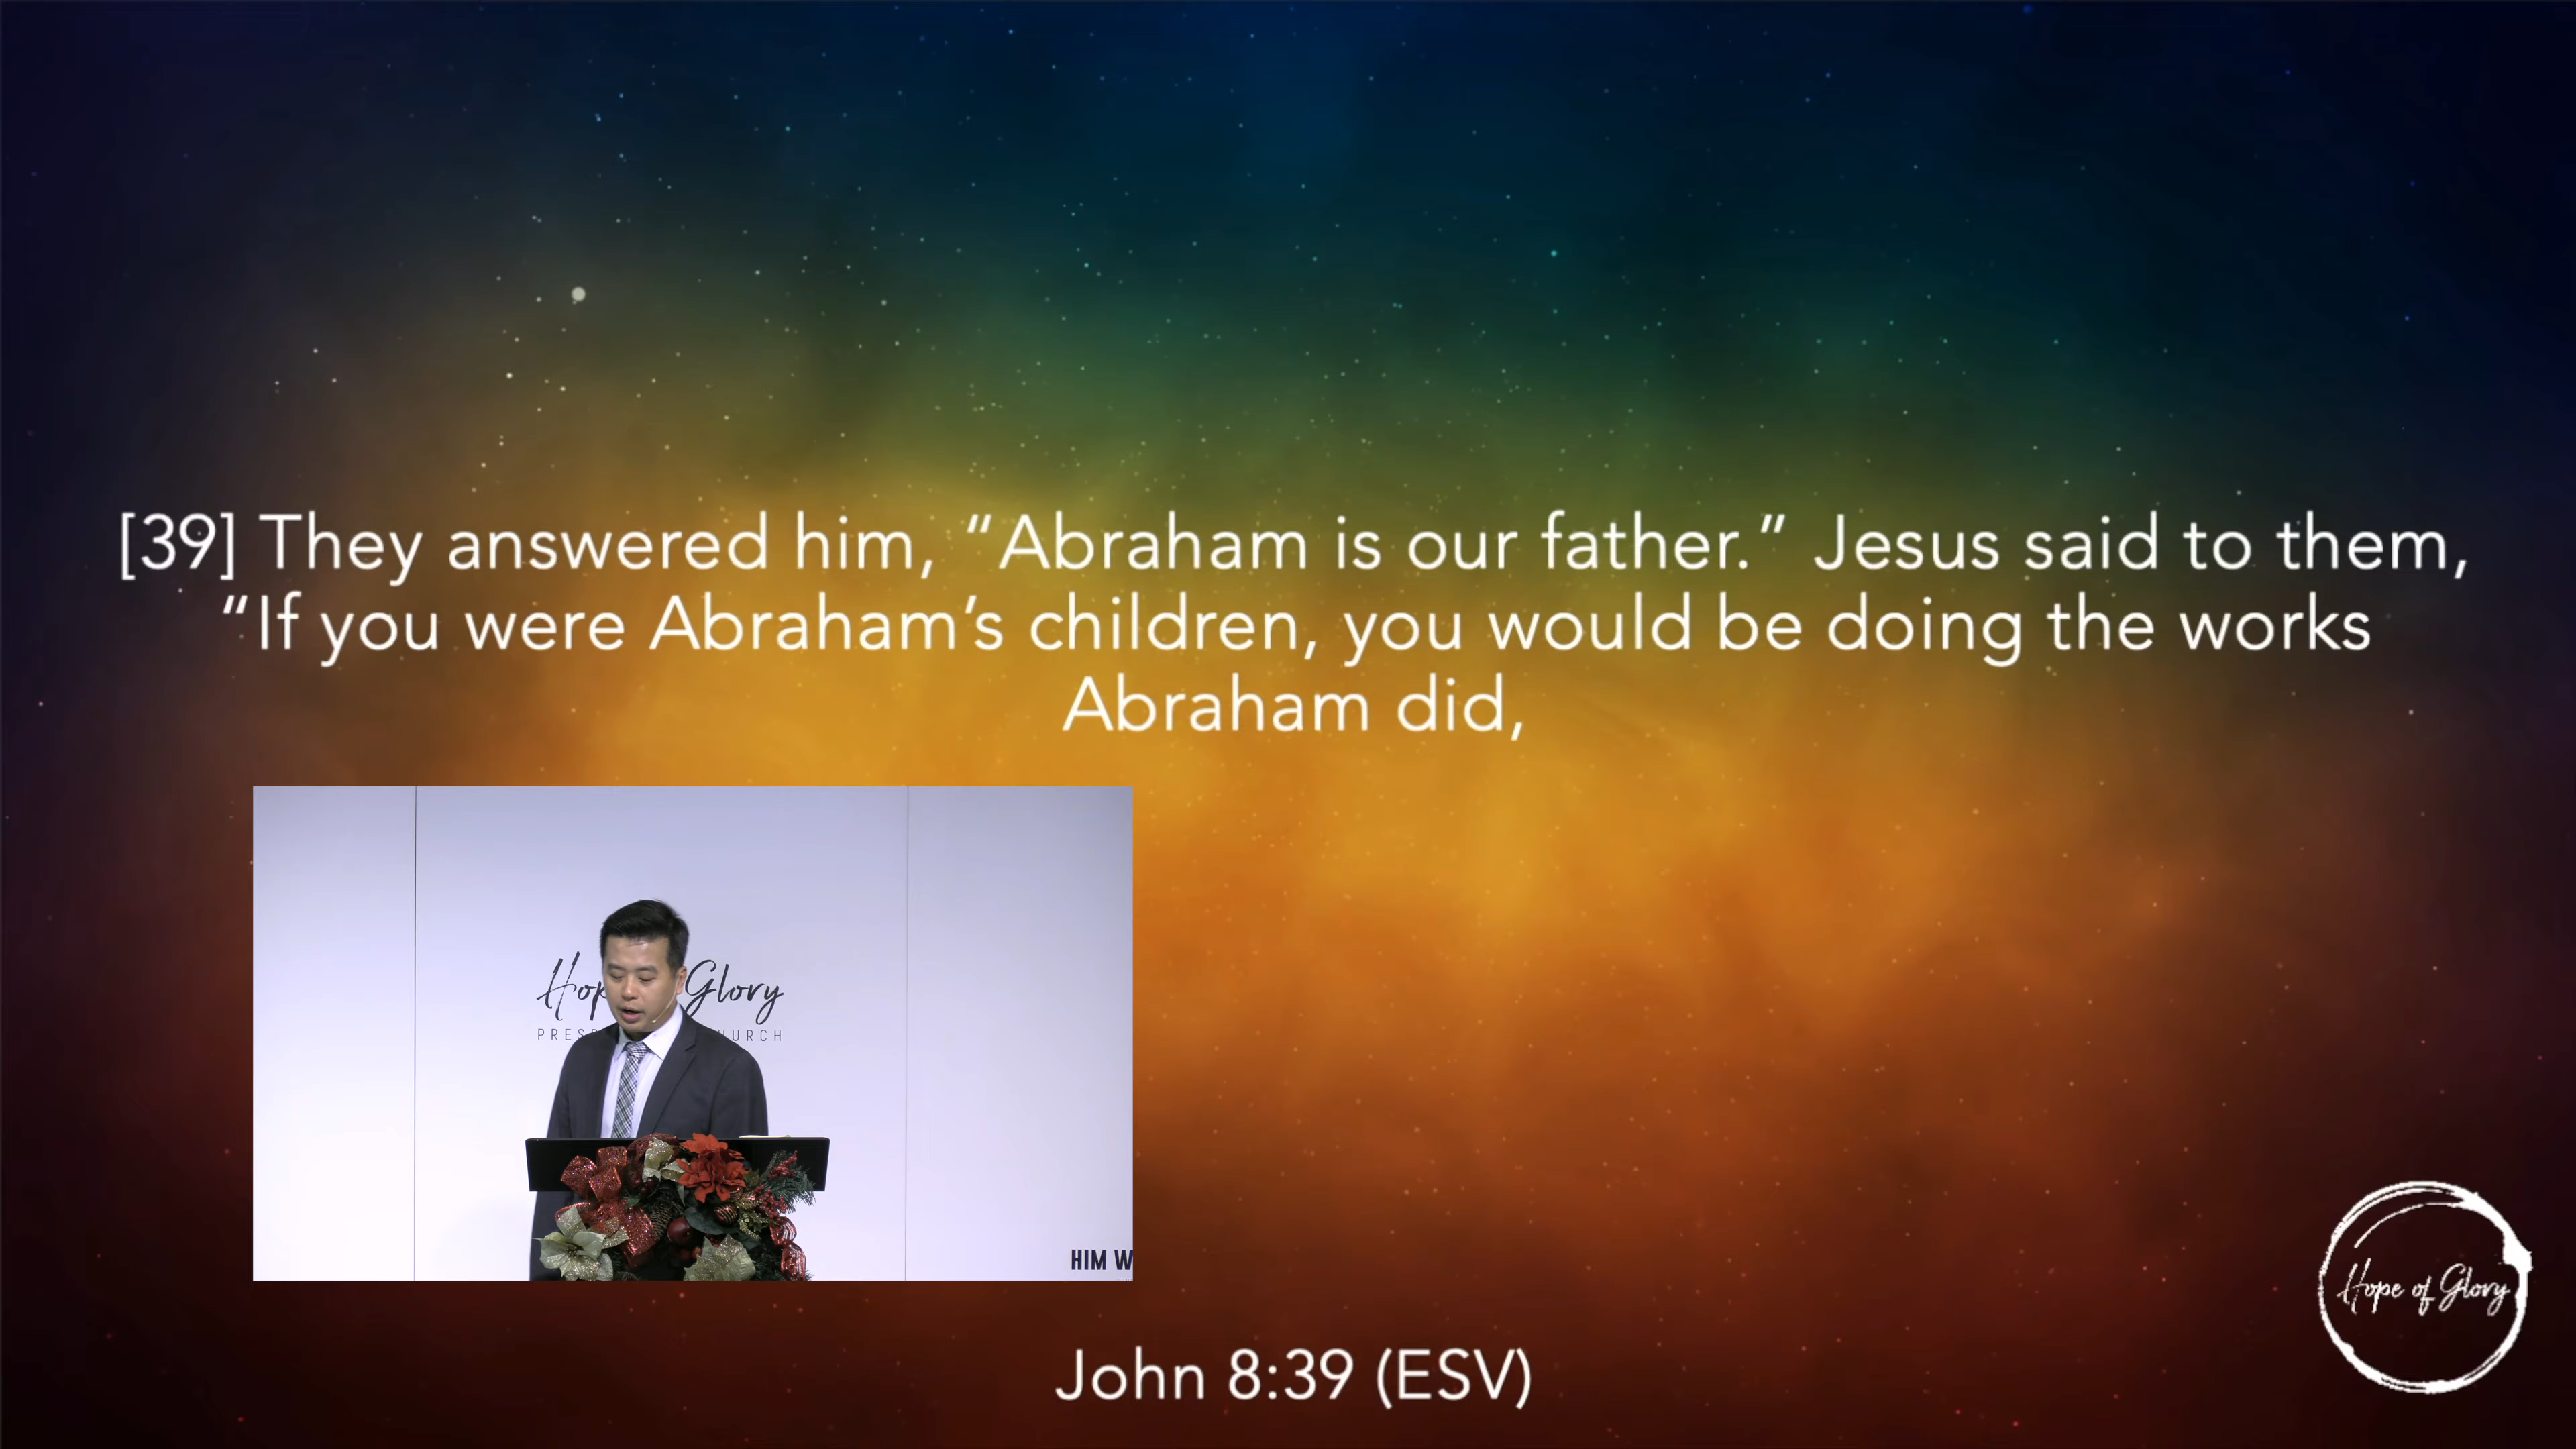 [39] They answered him, “Abraham is our father.” Jesus said to them,
“If you were Abraham’s children, you would be doing the works
Abraham did,
Glory
HIM
Hope of Glory
John 8:39 (ESV)